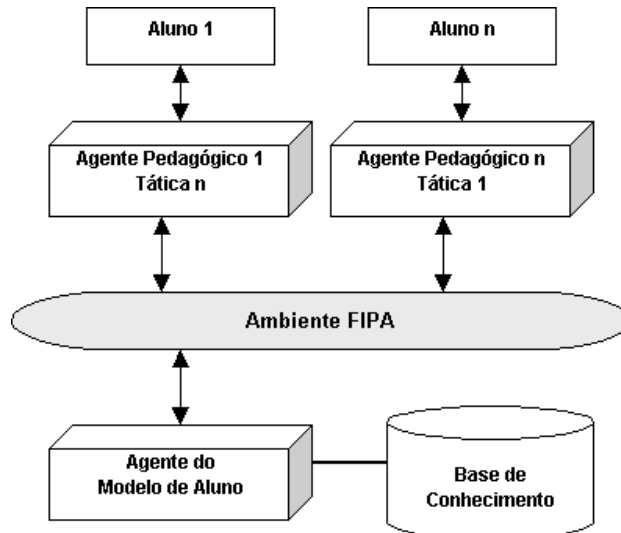 Aluno 1
Aluno n
Agente Pedagógico 1
Tática n
Agente Pedagógico n
Tática 1
Ambiente FIPA
Agente do
Modelo de Aluno
Base de
Conhecimento